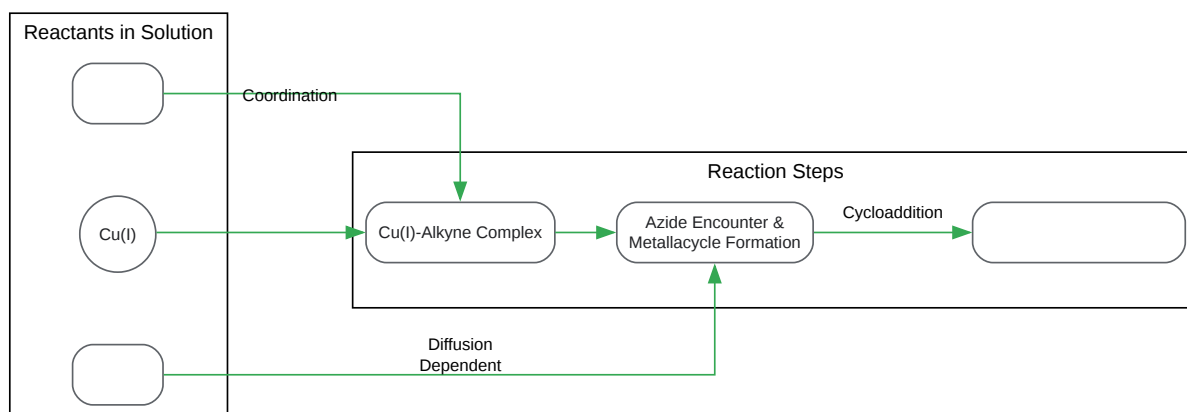 Reactants in Solution
Coordination
Reaction Steps
Cu(I)
Cu(I)-Alkyne Complex
Azide Encounter &
Metallacycle Formation
Cycloaddition
Diffusion
Dependent